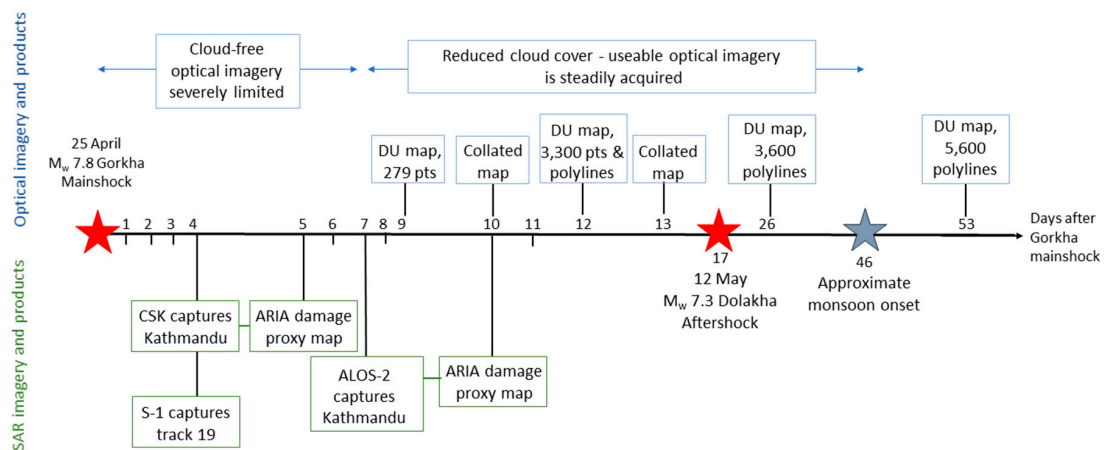 Optical imagery and products
Cloud-free
optical imagery
severely limited
Reduced cloud cover - useable optical imagery
is steadily acquired
25 April
Mw 7.8 Gorkha
Mainshock
DU map,
279 pts
Collated
map
DU map,
3,300 pts &
polylines
Collated
map
DU map,
3,600
polylines
DU map,
5,600
polylines
1 2 3 4 5 6 7 8 9 10 11 12 13 26 53
Days after
Gorkha
mainshock
17
12 May
Mw 7.3 Dolakha
Aftershock
46
Approximate
monsoon onset
SAR imagery and products
CSK captures
Kathmandu
ARIA damage
proxy map
S-1 captures
track 19
ALOS-2
captures
Kathmandu
ARIA damage
proxy map